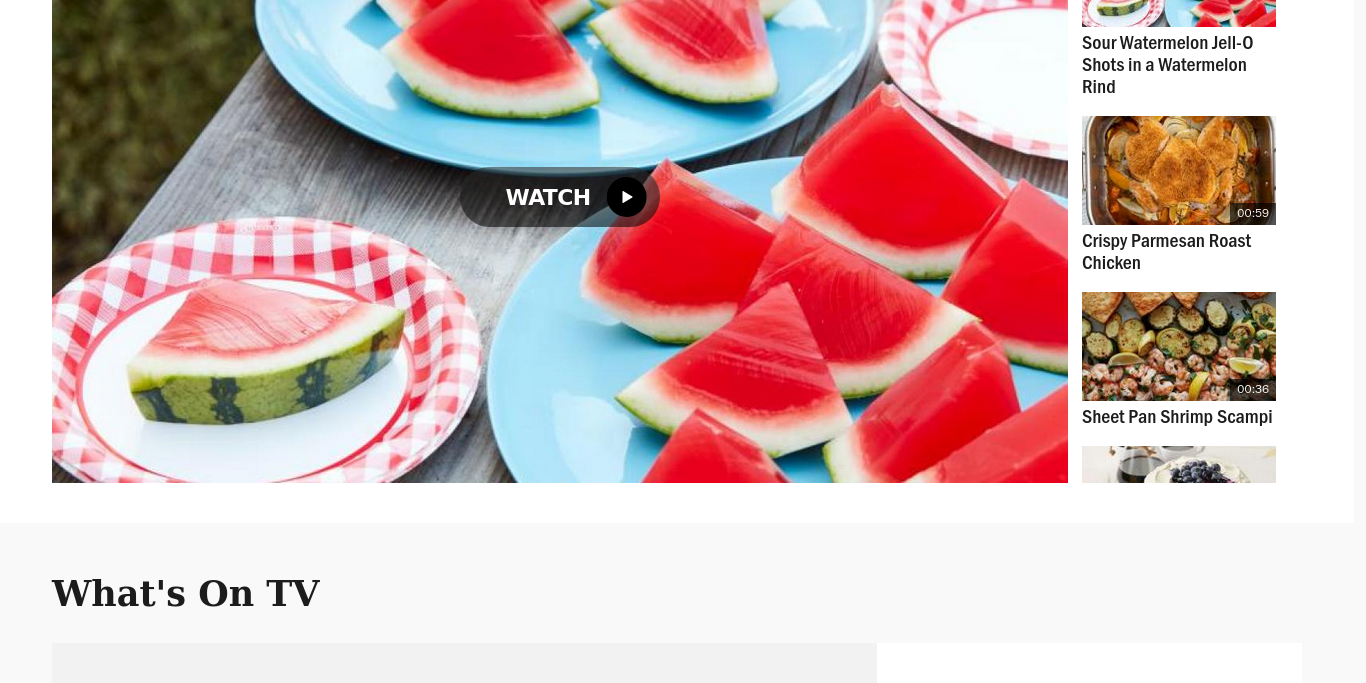 WATCH
Sour Watermelon Jell-O
Shots in a Watermelon
Rind
00:59
Crispy Parmesan Roast
Chicken
00:36
Sheet Pan Shrimp Scampi
What's On TV